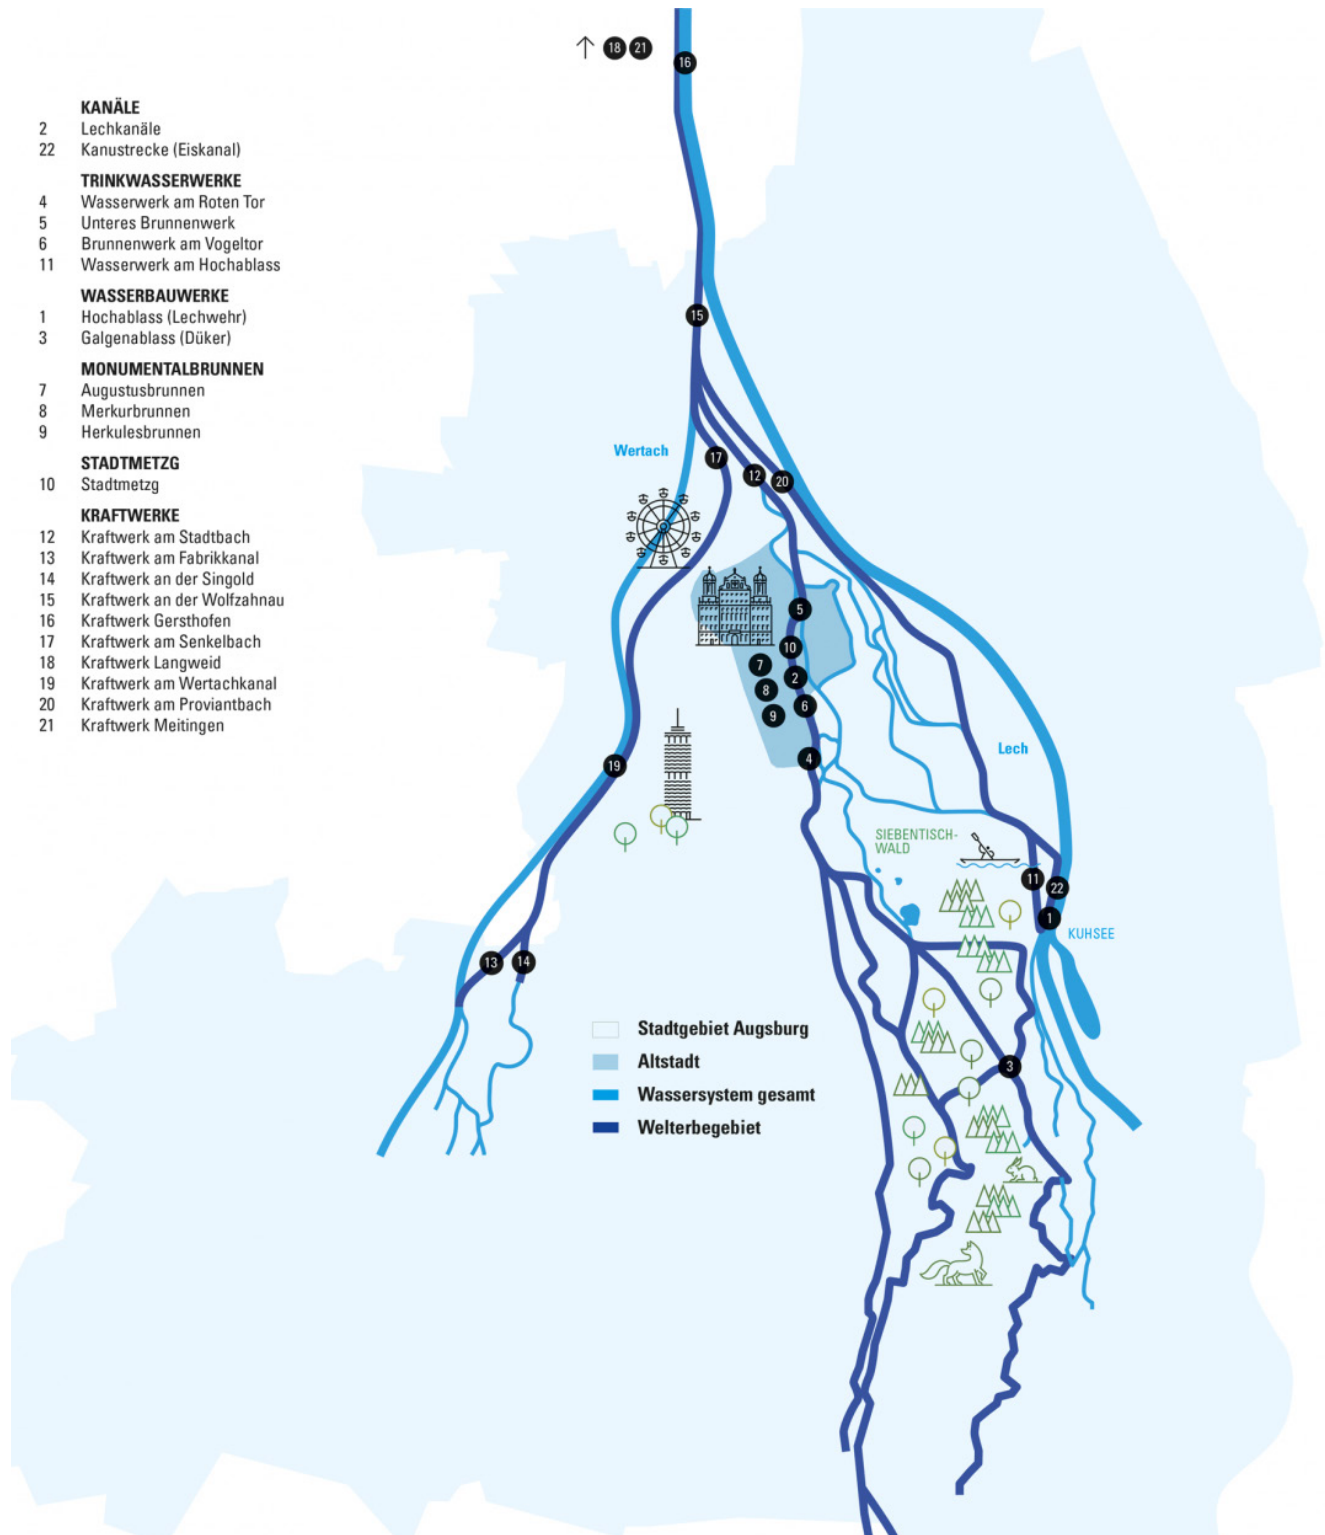 KANÄLE
2 Lechkanäle
22 Kanustrecke (Eiskanal)
TRINKWASSERWERKE
4 Wasserwerk am Roten Tor
5 Unteres Brunnenwerk
6 Brunnenwerk am Vogeltor
11 Wasserwerk am Hochablass
WASSERBAUWERKE
1 Hochablass (Lechwehr)
3 Galgenablass (Düker)
MONUMENTALBRUNNEN
7 Augustusbrunnen
8 Merkurbrunnen
9 Herkulesbrunnen
STADTMETZG
10 Stadtmetzg
KRAFTWERKE
12 Kraftwerk am Stadtbach
13 Kraftwerk am Fabrikkanal
14 Kraftwerk an der Singold
15 Kraftwerk an der Wolfzahnau
16 Kraftwerk Gersthofen
17 Kraftwerk am Senkelbach
18 Kraftwerk Langweid
19 Kraftwerk am Wertachkanal
20 Kraftwerk am Proviantbach
21 Kraftwerk Meitingen
↑ 18 21
16
15
Wertach
17
12
20
5
10
7
2
8
6
9
4
19
Lech
SIEBENTISCH-
WALD
11
22
1
KUHSEE
13
14
3
Stadtgebiet Augsburg
Altstadt
Wassersystem gesamt
Welterbegebiet